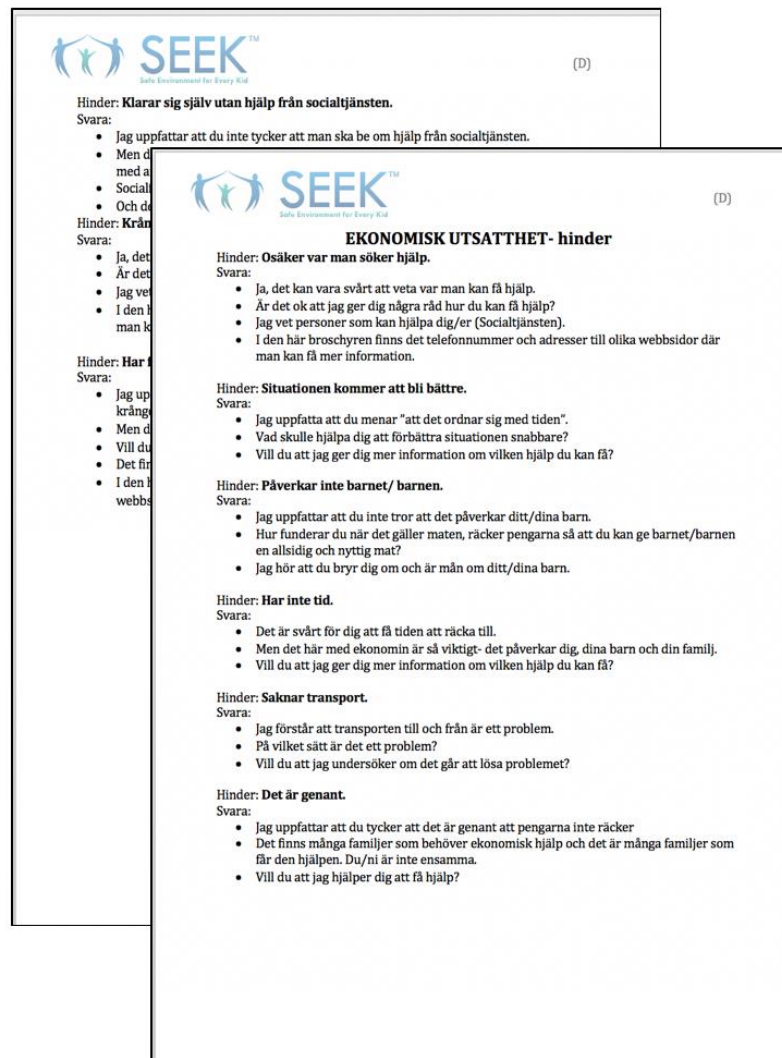 SEEK™
Safe Environment for Every Kid
(D)
Hinder: Klarar sig själv utan hjälp från socialtjänsten.
Svara:
• Jag uppfattar att du inte tycker att man ska be om hjälp från socialtjänsten.
• Men d
med a
• Social
• Och de
Hinder: Krån
Svara:
• Ja, det
• Är det
• Jag vet
• I den h
man k
Hinder: Har f
Svara:
• Jag up
krånge
• Men d
• Vill du
• Det fin
• I den h
webbs
SEEK™
Safe Environment for Every Kid
(D)
EKONOMISK UTSATTHET- hinder
Hinder: Osäker var man söker hjälp.
Svara:
• Ja, det kan vara svårt att veta var man kan få hjälp.
• Är det ok att jag ger dig några råd hur du kan få hjälp?
• Jag vet personer som kan hjälpa dig/er (Socialtjänsten).
• I den här broschyren finns det telefonnummer och adresser till olika webbsidor där
man kan få mer information.
Hinder: Situationen kommer att bli bättre.
Svara:
• Jag uppfatta att du menar ”att det ordnar sig med tiden”.
• Vad skulle hjälpa dig att förbättra situationen snabbare?
• Vill du att jag ger dig mer information om vilken hjälp du kan få?
Hinder: Påverkar inte barnet/ barnen.
Svara:
• Jag uppfattar att du inte tror att det påverkar ditt/dina barn.
• Hur funderar du när det gäller maten, räcker pengarna så att du kan ge barnet/barnen
en allsidig och nyttig mat?
• Jag hör att du bryr dig om och är mån om ditt/dina barn.
Hinder: Har inte tid.
Svara:
• Det är svårt för dig att få tiden att räcka till.
• Men det här med ekonomin är så viktigt- det påverkar dig, dina barn och din familj.
• Vill du att jag ger dig mer information om vilken hjälp du kan få?
Hinder: Saknar transport.
Svara:
• Jag förstår att transporten till och från är ett problem.
• På vilket sätt är det ett problem?
• Vill du att jag undersöker om det går att lösa problemet?
Hinder: Det är genant.
Svara:
• Jag uppfattar att du tycker att det är genant att pengarna inte räcker
• Det finns många familjer som behöver ekonomisk hjälp och det är många familjer som
får den hjälpen. Du/ni är inte ensamma.
• Vill du att jag hjälper dig att få hjälp?